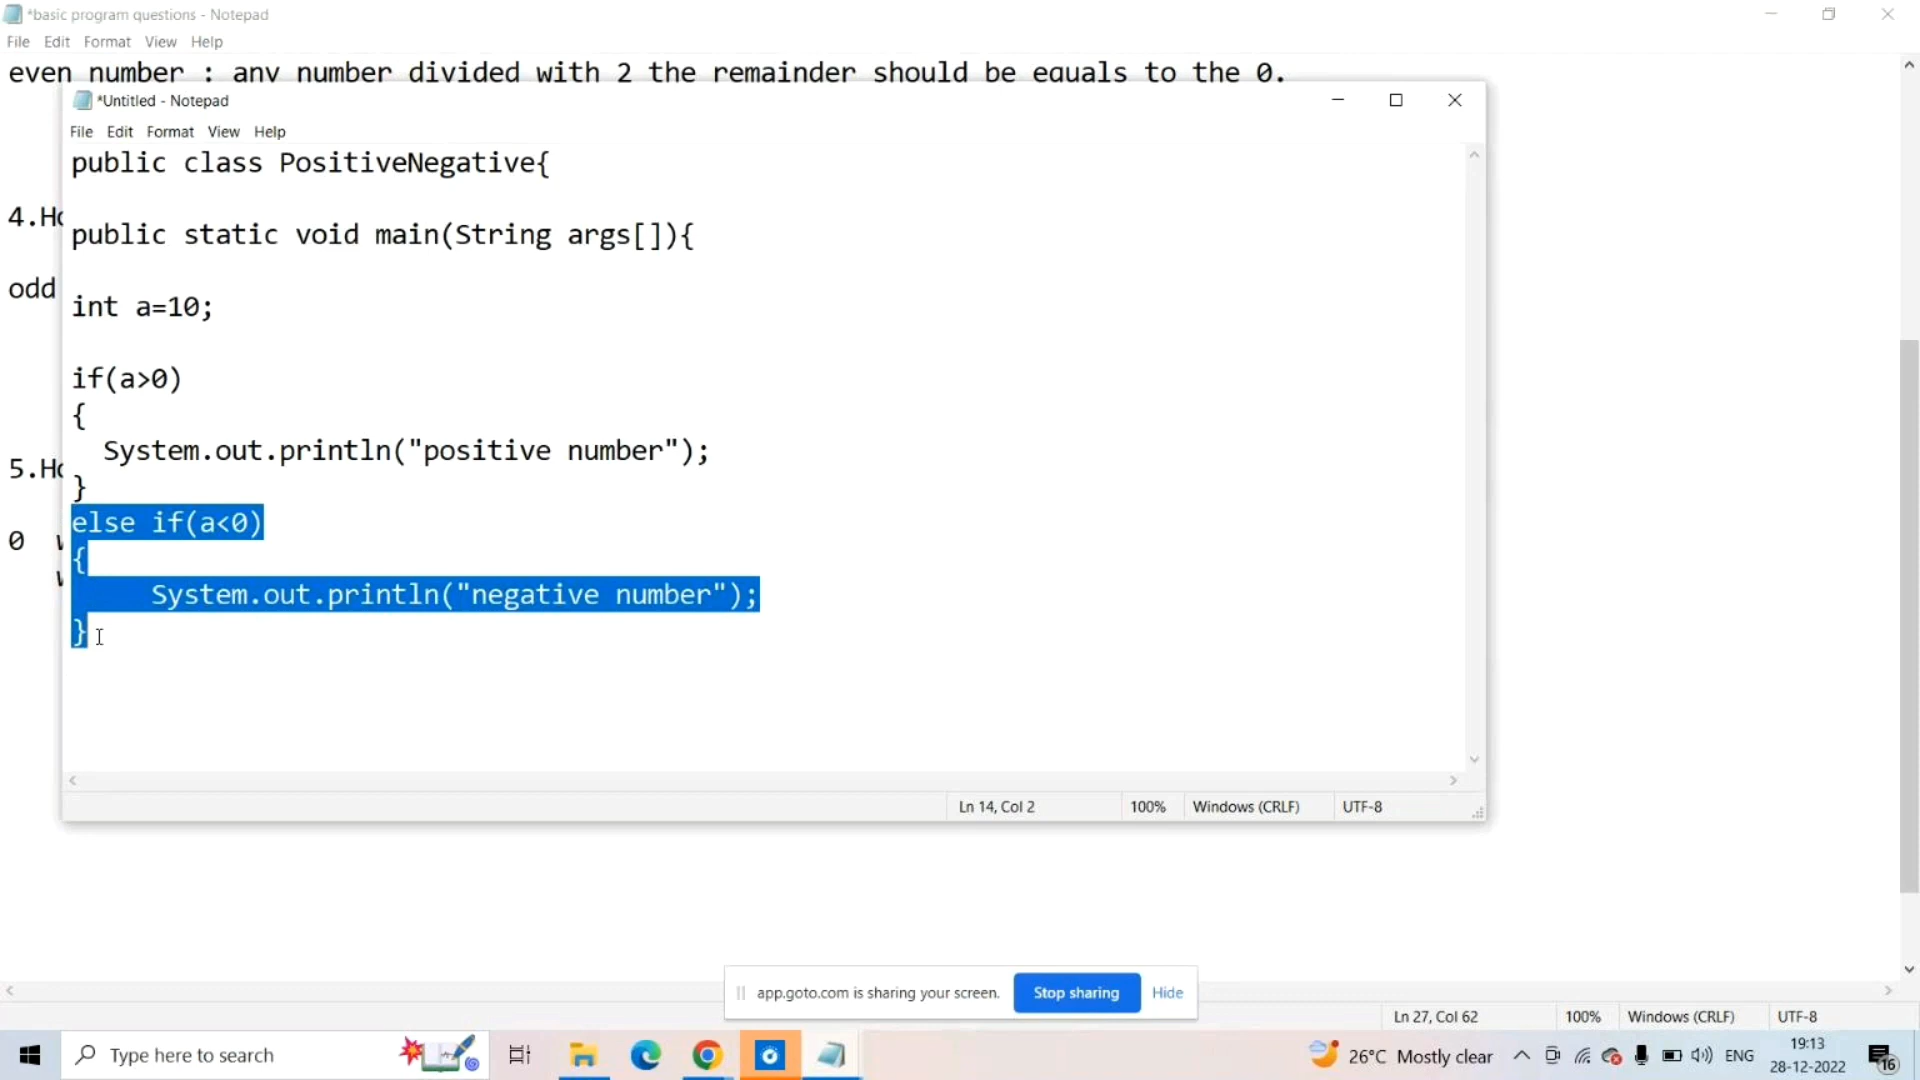 *basic program questions - Notepad
File Edit Format View Help
even number : any number divided with 2 the remainder should be equals to the 0.
*Untitled - Notepad
File Edit Format View Help
public class PositiveNegative{
4.Ho
public static void main(String args[]){
odd
int a=10;
if(a>0)
{
System.out.println("positive number");
5.Ho
}
else if(a<0)
0
{
System.out.println("negative number");
}
Ln 14, Col 2
100%
Windows (CRLF)
UTF-8
app.goto.com is sharing your screen.
Stop sharing
Hide
Ln 27, Col 62
100%
Windows (CRLF)
UTF-8
Type here to search
26°C Mostly clear
ENG
19:13
28-12-2022
16